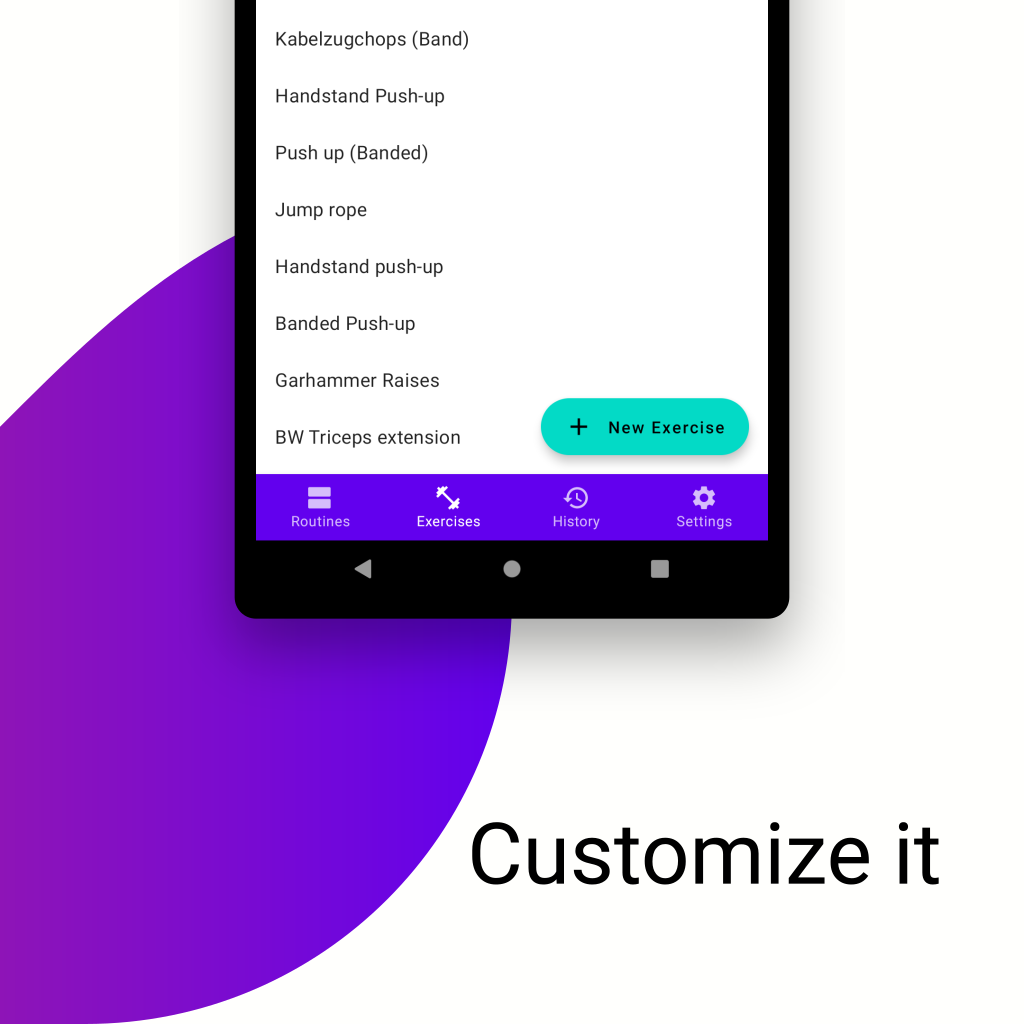 Kabelzugchops (Band)
Handstand Push-up
Push up (Banded)
Jump rope
Handstand push-up
Banded Push-up
Garhammer Raises
BW Triceps extension
New Exercise
Routines Exercises History Settings
Customize it